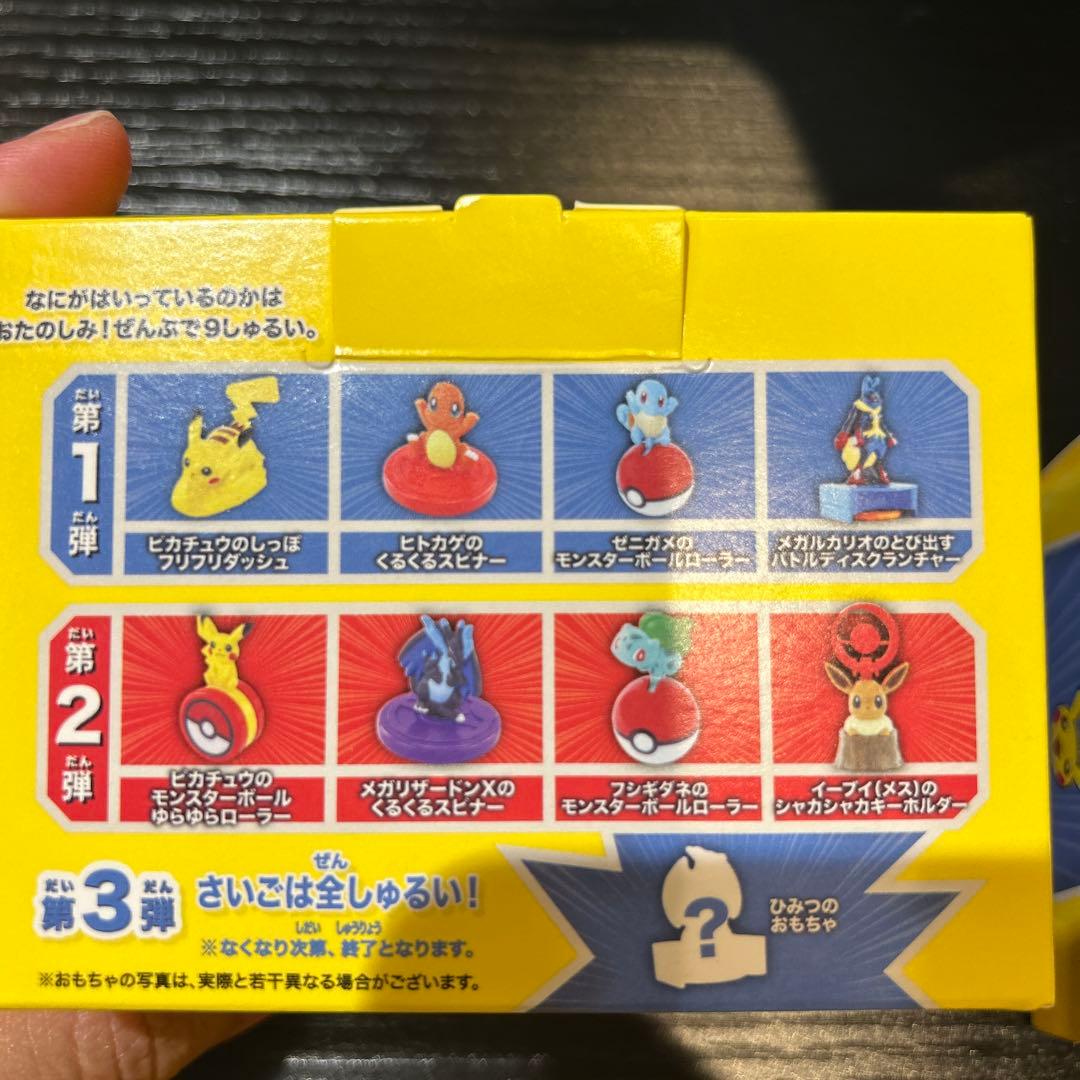 なにがはいっているのかは
おたのしみ!ぜんぶで9しゅるい。
だい
第
1
だん
弾
ピカチュウのしっぽ
フリフリダッシュ
ヒトカゲの
くるくるスピナー
ゼニガメの
モンスターボールローラー
メガルカリオのとび出す
バトルディスクランチャー
だい
第
2
だん
弾
ピカチュウの
モンスターボール
ゆらゆらローラー
メガリザードンXの
くるくるスピナー
フシギダネの
モンスターボールローラー
イーブイ(メス)の
シャカシャカキーホルダー
だい だん
第3弾
ぜん
さいごは全しゅるい!
しだい しゅうりょう
※なくなり次第、終了となります。
?
ひみつの
おもちゃ
※おもちゃの写真は、実際と若干異なる場合がございます。